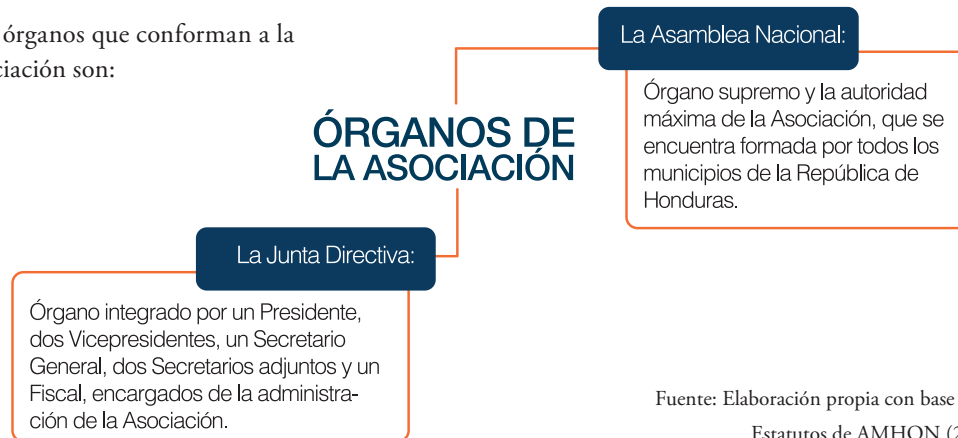 órganos que conforman a la
ciación son:
ÓRGANOS DE
LA ASOCIACIÓN
La Asamblea Nacional:
Órgano supremo y la autoridad
máxima de la Asociación, que se
encuentra formada por todos los
municipios de la República de
Honduras.
La Junta Directiva:
Órgano integrado por un Presidente,
dos Vicepresidentes, un Secretario
General, dos Secretarios adjuntos y un
Fiscal, encargados de la administra-
ción de la Asociación.
Fuente: Elaboración propia con base
Estatutos de AMHON (2